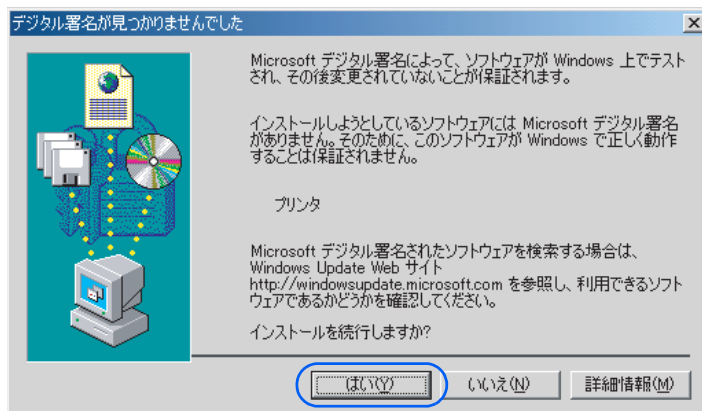 デジタル署名が見つかりませんでした
Microsoft デジタル署名によって、ソフトウェアが Windows 上でテスト
され、その後変更されていないことが保証されます。
インストールしようとしているソフトウェアには Microsoft デジタル署名
がありません。そのために、このソフトウェアが Windows で正しく動作
することは保証されません。
プリンタ
Microsoft デジタル署名されたソフトウェアを検索する場合は、
Windows Update Web サイト
http://windowsupdate.microsoft.com を参照し、利用できるソフト
ウェアであるかどうかを確認してください。
インストールを続行しますか?
はい(Y) いいえ(N) 詳細情報(M)